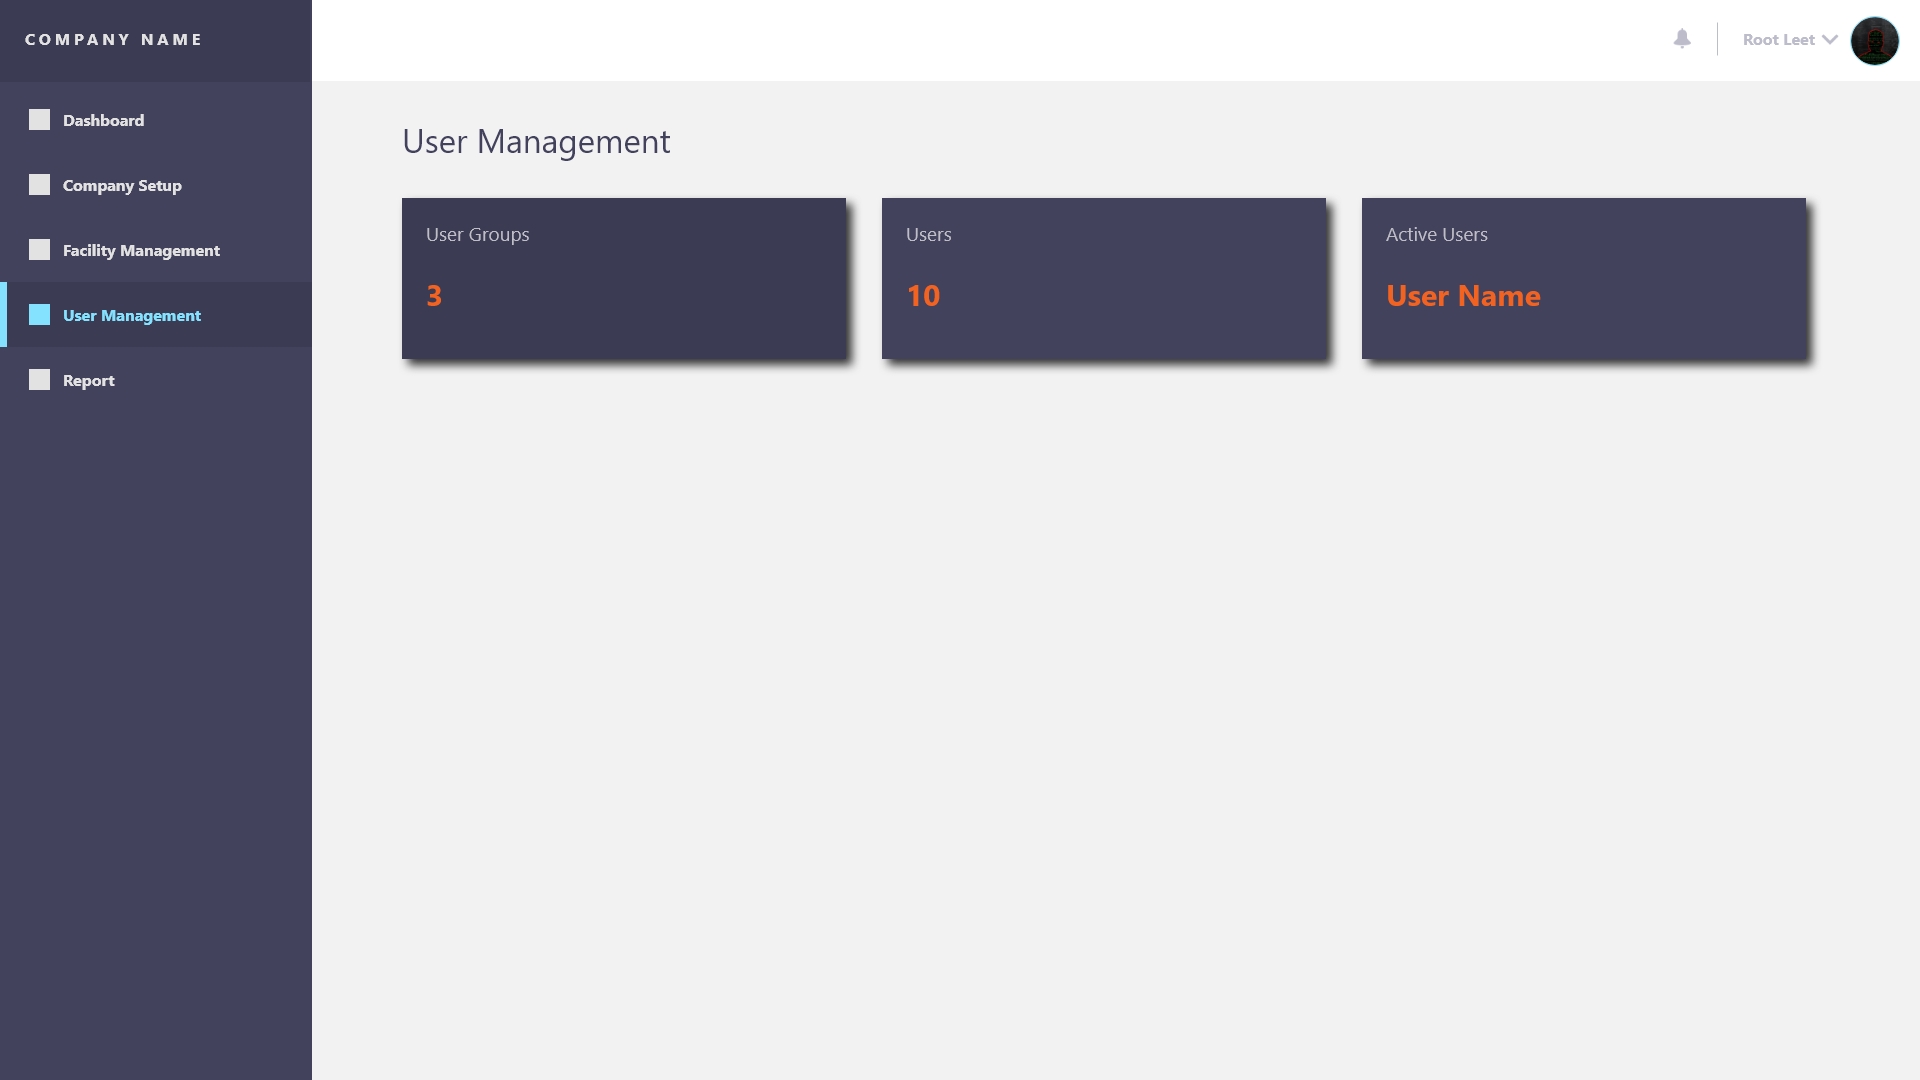 COMPANY NAME
Root Leet
Dashboard
Company Setup
Facility Management
User Management
Report
User Management
User Groups
3
Users
10
Active Users
User Name